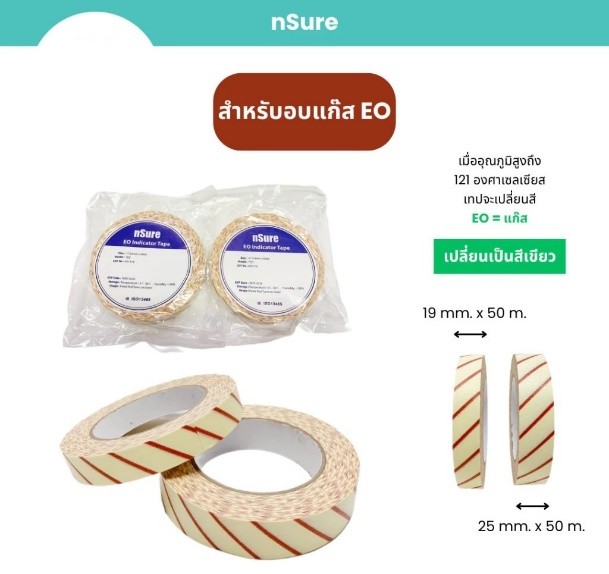 nSure
สำหรับอบแก๊ส EO
เมื่ออุณภูมิสูงถึง
121 องศาเซลเซียส
เทปจะเปลี่ยนสี
EO = แก๊ส
เปลี่ยนเป็นสีเขียว
nSure
EO Indicator Tape
ISO13485
nSure
EO Indicator Tape
ISO13485
19 mm. x 50 m.
25 mm. x 50 m.